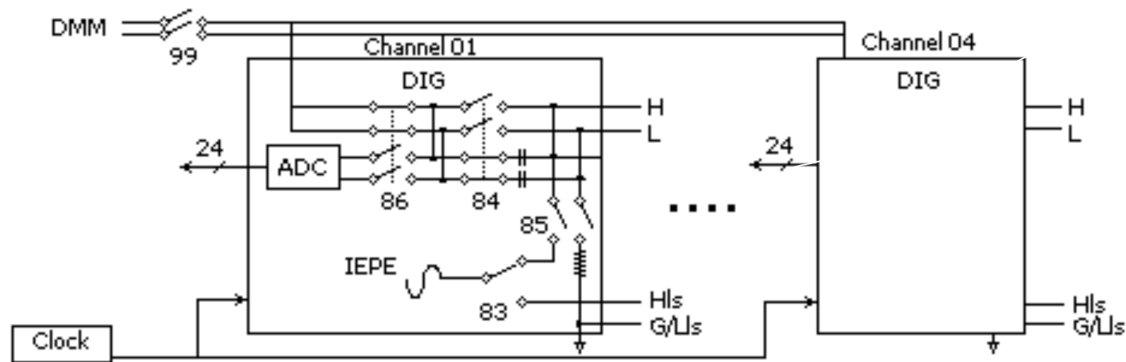 DMM
99
Channel 01
Channel 04
DIG
DIG
H
L
H
L
24
ADC
24
86
84
85
IEPE
83
Hls
G/Lls
Hls
G/Lls
Clock